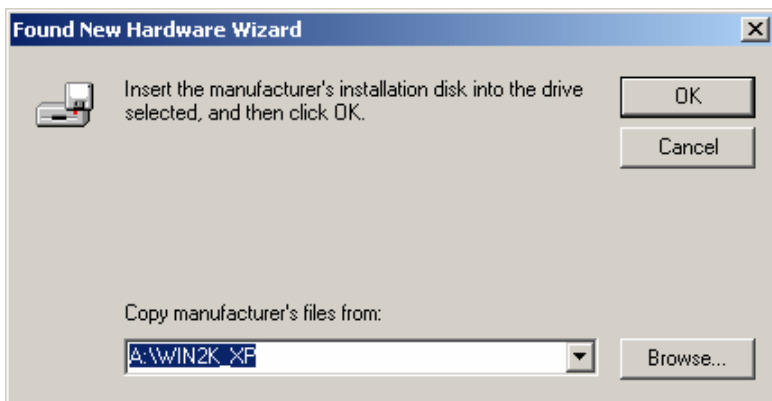 Found New Hardware Wizard
Insert the manufacturer's installation disk into the drive
selected, and then click OK.
OK
Cancel
Copy manufacturer's files from:
A:\WIN2K_XP
Browse...